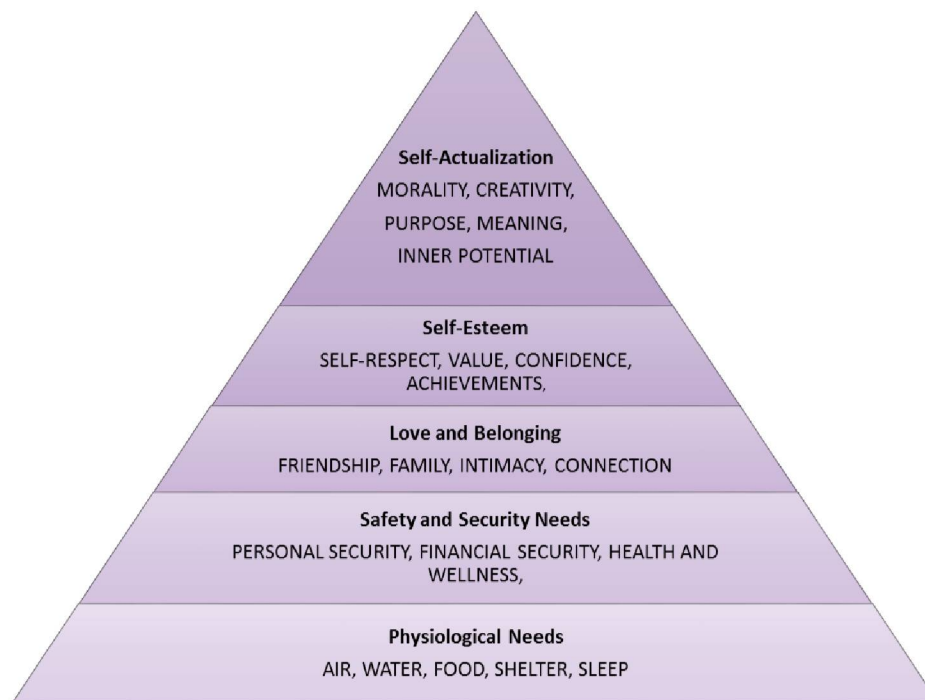 Self-Actualization
MORALITY, CREATIVITY,
PURPOSE, MEANING,
INNER POTENTIAL
Self-Esteem
SELF-RESPECT, VALUE, CONFIDENCE,
ACHIEVEMENTS,
Love and Belonging
FRIENDSHIP, FAMILY, INTIMACY, CONNECTION
Safety and Security Needs
PERSONAL SECURITY, FINANCIAL SECURITY, HEALTH AND
WELLNESS,
Physiological Needs
AIR, WATER, FOOD, SHELTER, SLEEP